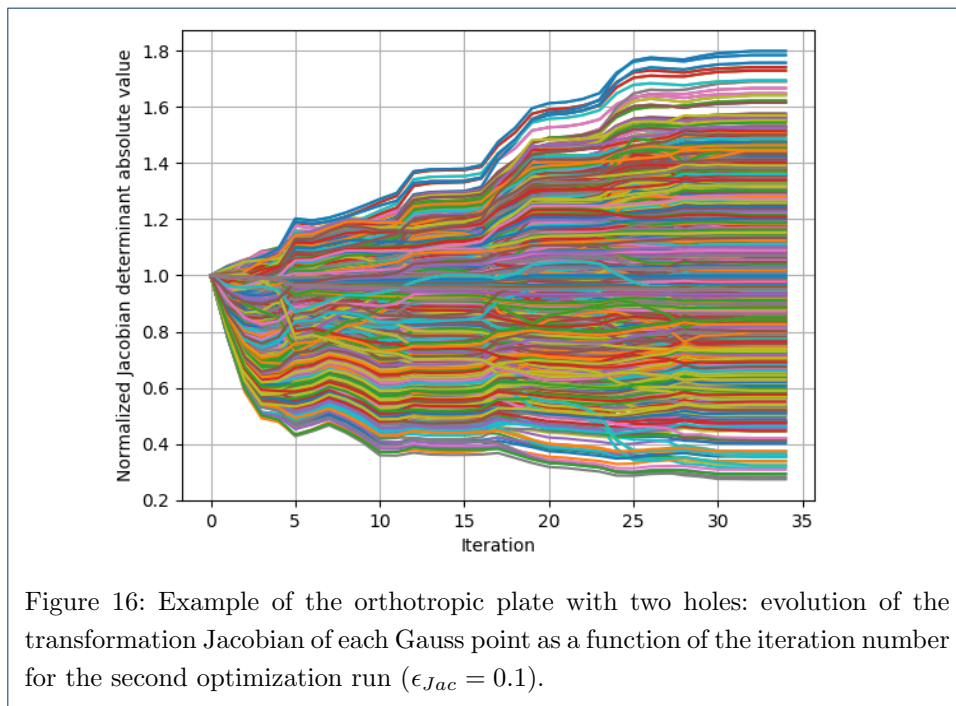 1.8
1.6
1.4
1.2
1.0
0.8
0.6
0.4
0.2
Normalized Jacobian determinant absolute value
0 5 10 15 20 25 30 35
Iteration
Figure 16: Example of the orthotropic plate with two holes: evolution of the
transformation Jacobian of each Gauss point as a function of the iteration number
for the second optimization run (ϵ_{Jac} = 0.1).